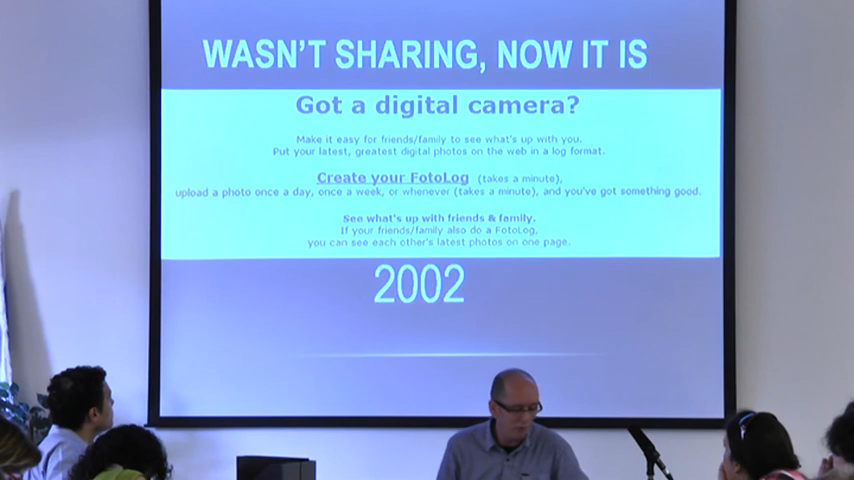 WASN'T SHARING, NOW IT IS
Got a digital camera?
Make it easy for friends/family to see what's up with you.
Put your latest, greatest digital photos on the web in a log format.
Create your FotoLog (takes a minute),
upload a photo once a day, once a week, or whenever (takes a minute), and you've got something good.
See what's up with friends & family.
If your friends/family also do a FotoLog,
you can see each other's latest photos on one page.
2002